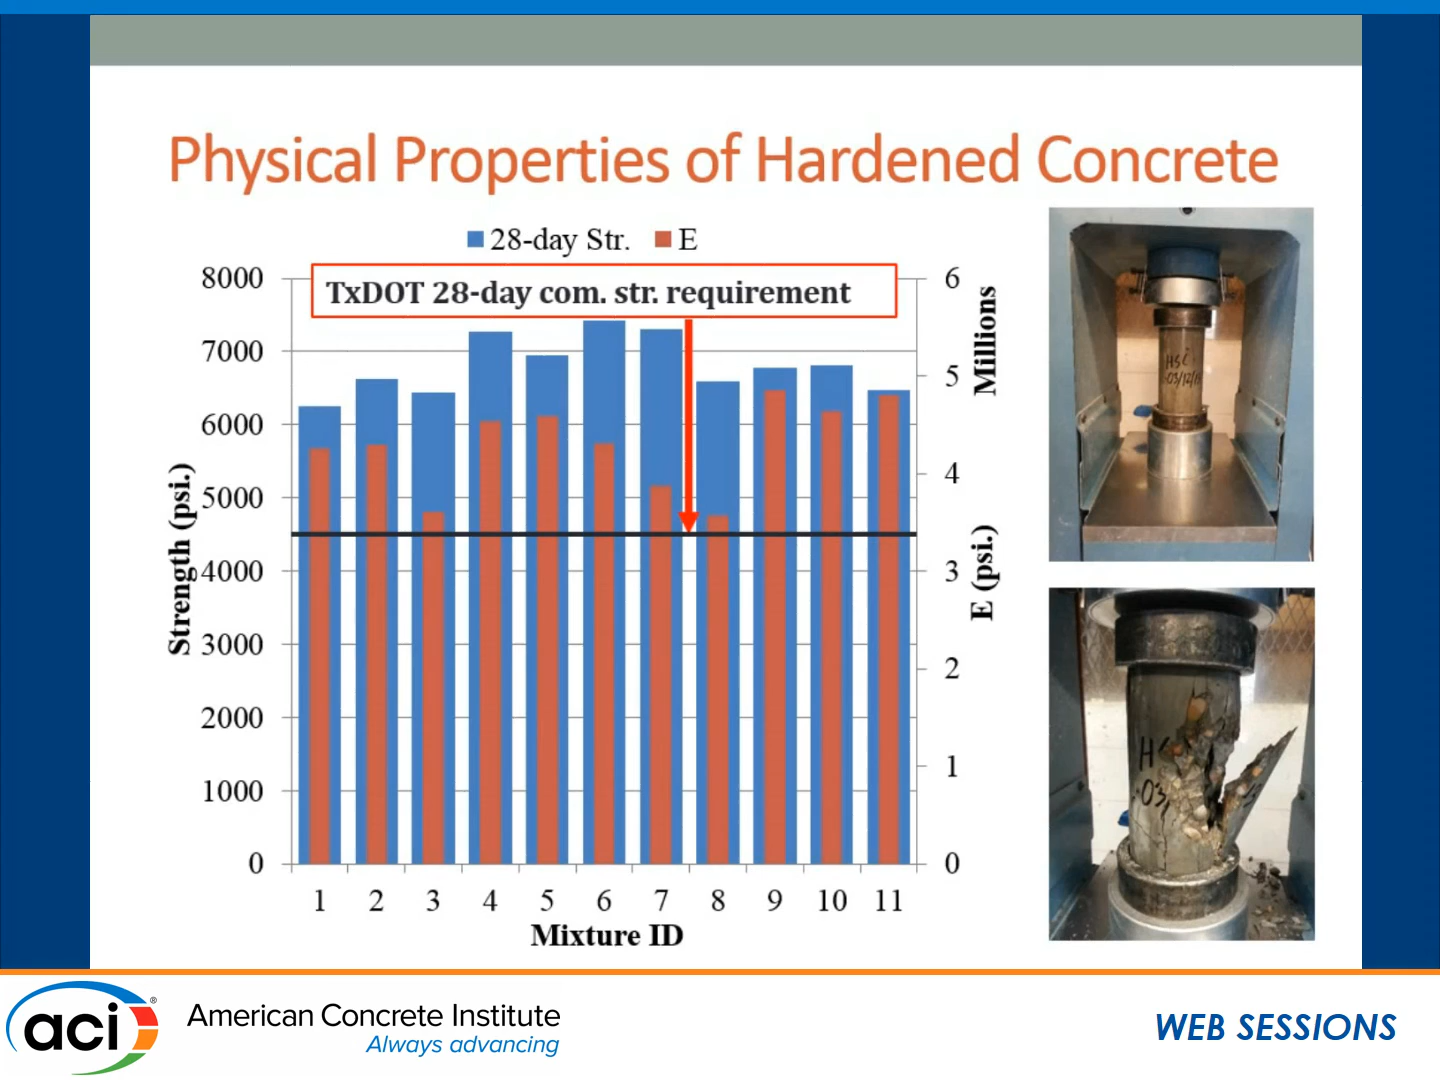 Physical Properties of Hardened Concrete
28-day Str. E
TxDOT 28-day com. str. requirement
8000
7000
6000
5000
4000
3000
2000
1000
0
Strength (psi.)
6
5
4
3
2
1
0
Millions
E (psi.)
1 2 3 4 5 6 7 8 9 10 11
Mixture ID
HSC
aci®
American Concrete Institute
Always advancing
WEB SESSIONS